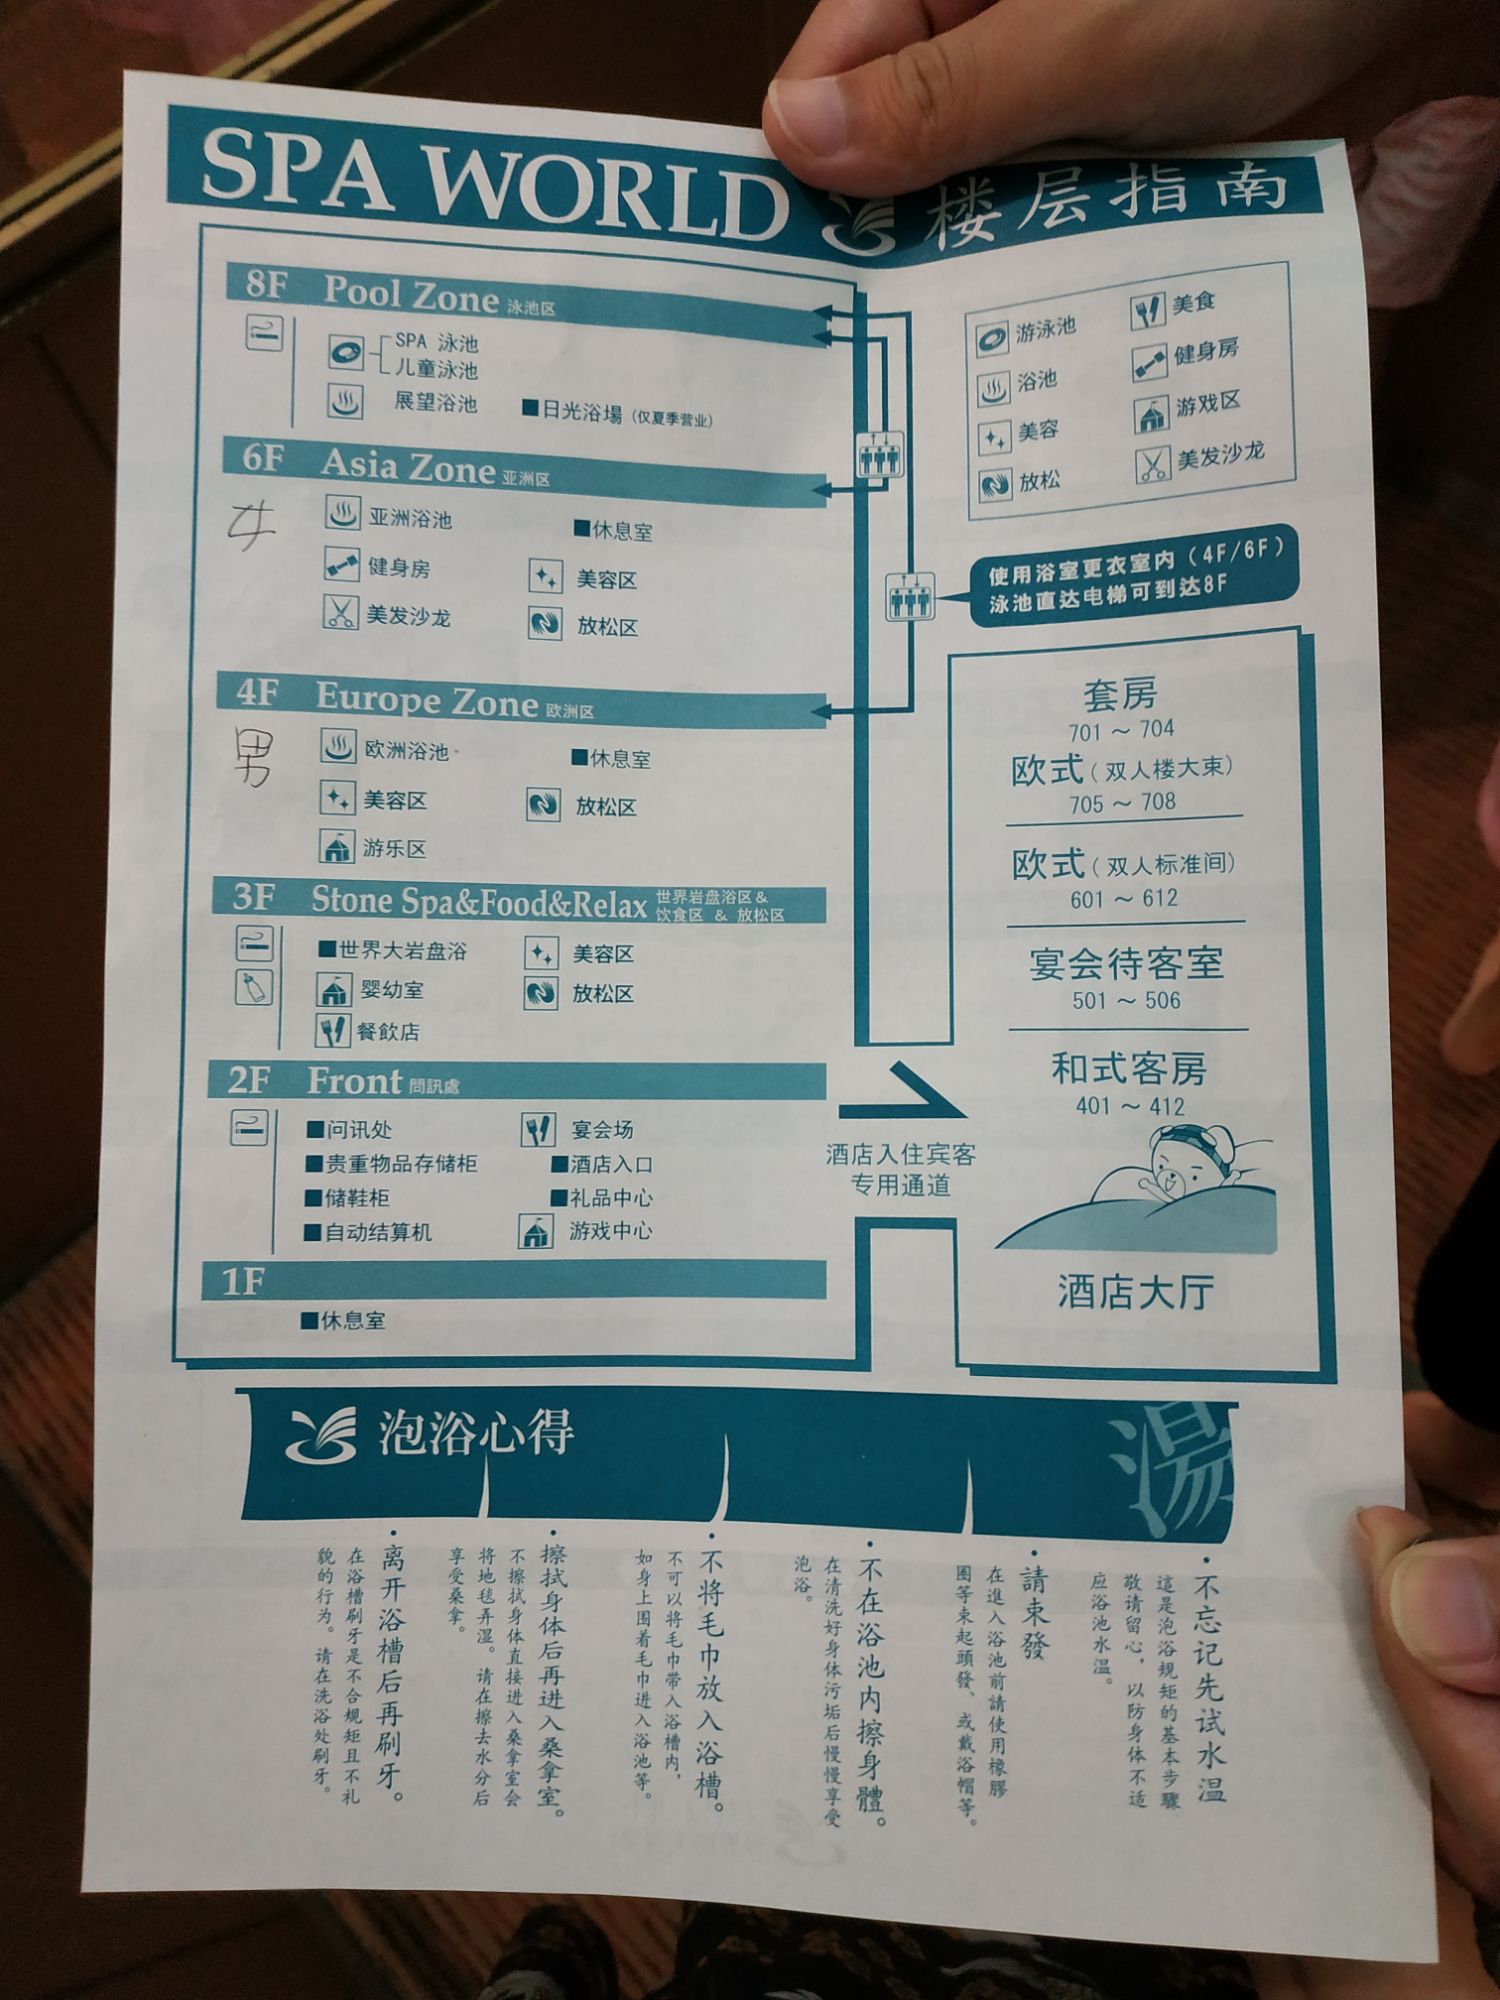 SPA WORLD 楼层指南
8F Pool Zone 泳池区
SPA 泳池
儿童泳池
展望浴池 ■日光浴場（仅夏季营业）
6F Asia Zone 亚洲区
女
亚洲浴池 ■休息室
健身房 美容区
美发沙龙 放松区
4F Europe Zone 欧洲区
男
欧洲浴池 ■休息室
美容区 放松区
游乐区
3F Stone Spa&Food&Relax 世界岩盘浴区&
饮食区 & 放松区
■世界大岩盘浴 美容区
婴幼室 放松区
餐飲店
2F Front 問訊處
■问讯处 宴会场
■贵重物品存储柜 ■酒店入口
■储鞋柜 ■礼品中心
■自动结算机 游戏中心
1F
■休息室
游泳池 美食
浴池 健身房
美容 游戏区
放松 美发沙龙
使用浴室更衣室内（4F/6F）
泳池直达电梯可到达8F
套房
701～704
欧式（双人楼大束）
705～708
欧式（双人标准间）
601～612
宴会待客室
501～506
和式客房
401～412
酒店入住宾客
专用通道
酒店大厅
泡浴心得
湯
・不忘记先试水温
這是泡浴规矩的基本步驟
敬请留心，以防身体不适
应浴池水温。
・請束發
在進入浴池前請使用橡膠
圈等束起頭發、或戴浴帽等。
・不在浴池内擦身體。
在清洗好身体污垢后慢慢享受
泡浴。
・不将毛巾放入浴槽。
不可以将毛巾带入浴槽内，
如身上围着毛巾进入浴池等。
・擦拭身体后再进入桑拿室。
不擦拭身体直接进入桑拿室会
将地毯弄湿。请在擦去水分后
享受桑拿。
・离开浴槽后再刷牙。
在浴槽刷牙是不合规矩且不礼
貌的行为。请在洗浴处刷牙。